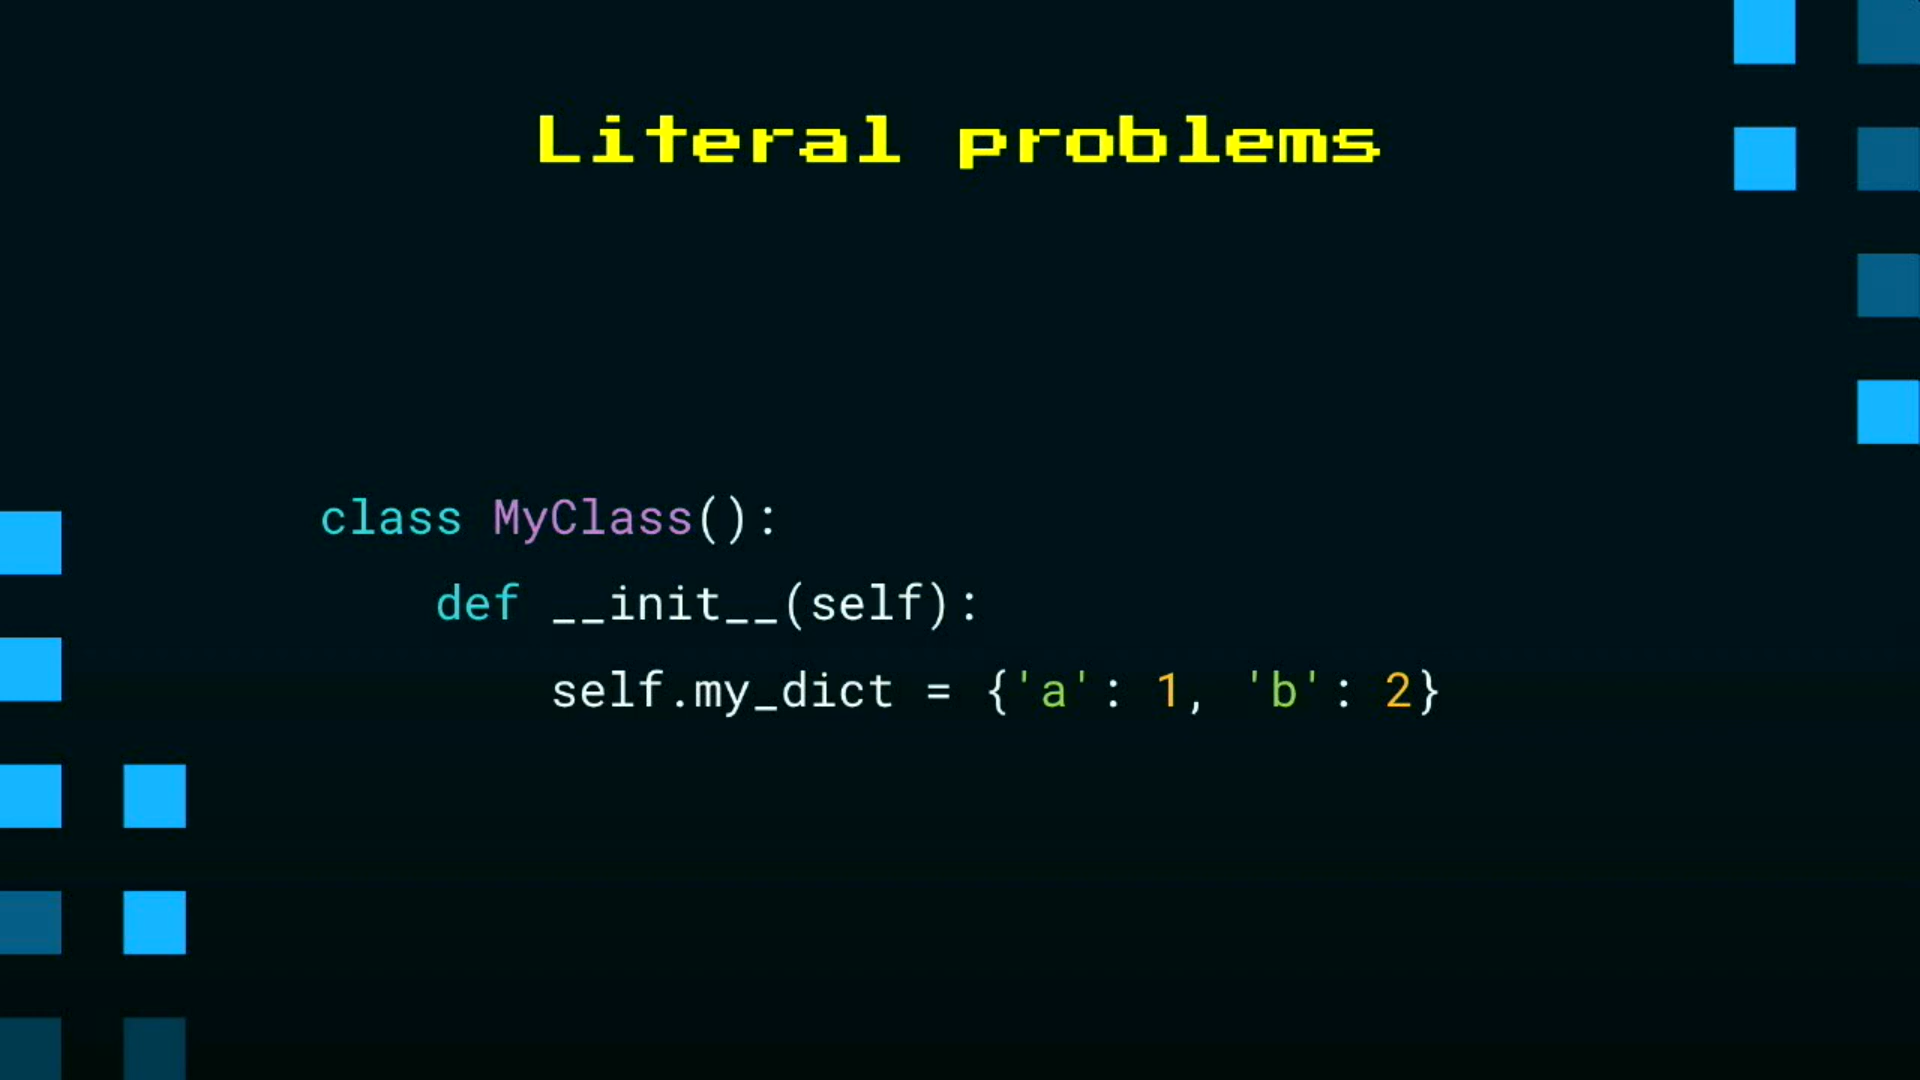 Literal problems
class MyClass():
def __init__(self):
self.my_dict = {'a': 1, 'b': 2}